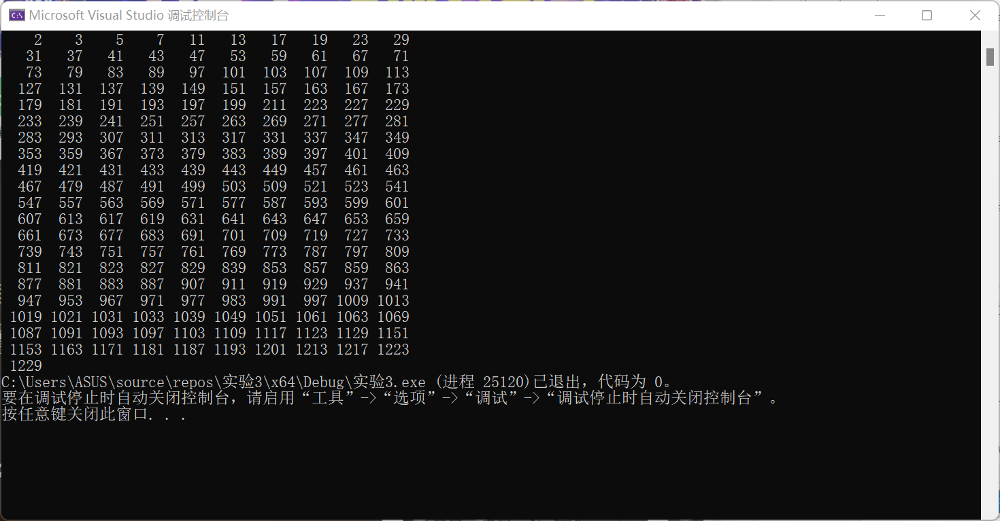 Microsoft Visual Studio 调试控制台
2 3 5 7 11 13 17 19 23 29
31 37 41 43 47 53 59 61 67 71
73 79 83 89 97 101 103 107 109 113
127 131 137 139 149 151 157 163 167 173
179 181 191 193 197 199 211 223 227 229
233 239 241 251 257 263 269 271 277 281
283 293 307 311 313 317 331 337 347 349
353 359 367 373 379 383 389 397 401 409
419 421 431 433 439 443 449 457 461 463
467 479 487 491 499 503 509 521 523 541
547 557 563 569 571 577 587 593 599 601
607 613 617 619 631 641 643 647 653 659
661 673 677 683 691 701 709 719 727 733
739 743 751 757 761 769 773 787 797 809
811 821 823 827 829 839 853 857 859 863
877 881 883 887 907 911 919 929 937 941
947 953 967 971 977 983 991 997 1009 1013
1019 1021 1031 1033 1039 1049 1051 1061 1063 1069
1087 1091 1093 1097 1103 1109 1117 1123 1129 1151
1153 1163 1171 1181 1187 1193 1201 1213 1217 1223
1229
C:\Users\ASUS\source\repos\实验3\x64\Debug\实验3.exe (进程 25120)已退出，代码为 0。
要在调试停止时自动关闭控制台，请启用“工具”->“选项”->“调试”->“调试停止时自动关闭控制台”。
按任意键关闭此窗口. . .